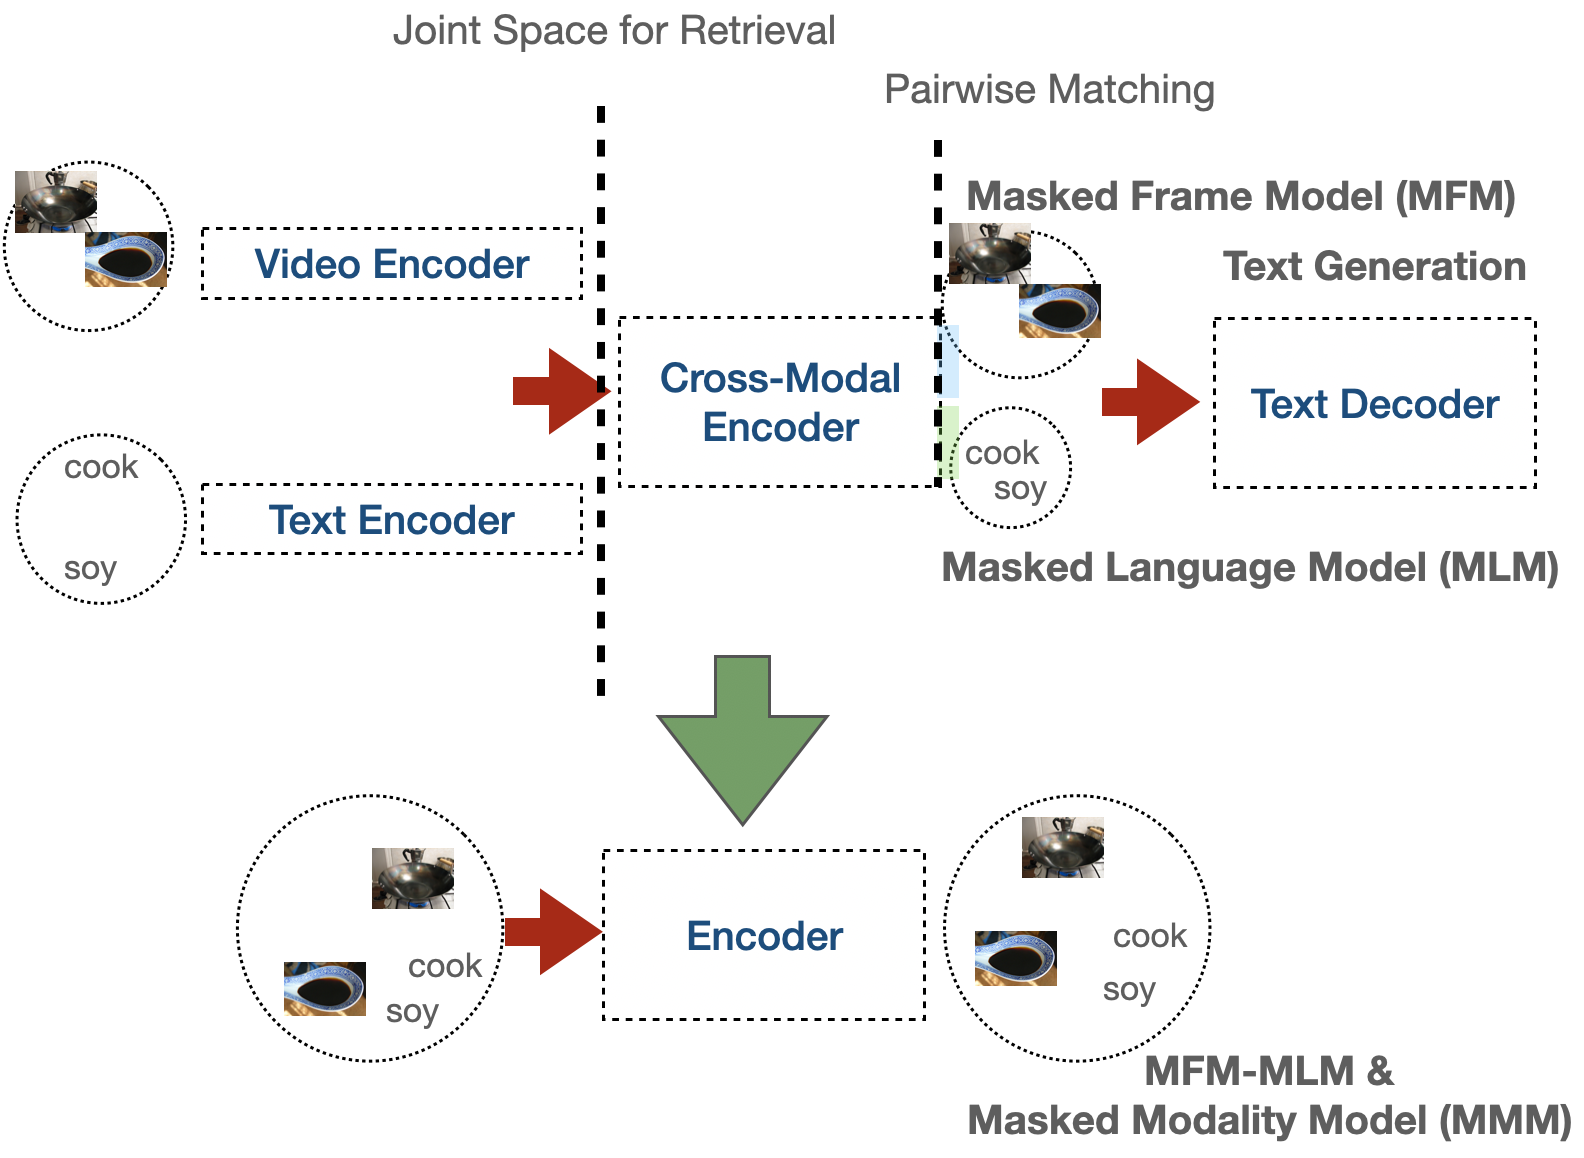 Joint Space for Retrieval
Pairwise Matching
Masked Frame Model (MFM)
Video Encoder
Text Generation
Cross-Modal
Encoder
Text Decoder
cook
soy
cook
Text Encoder
soy
Masked Language Model (MLM)
cook
soy
Encoder
cook
soy
MFM-MLM &
Masked Modality Model (MMM)